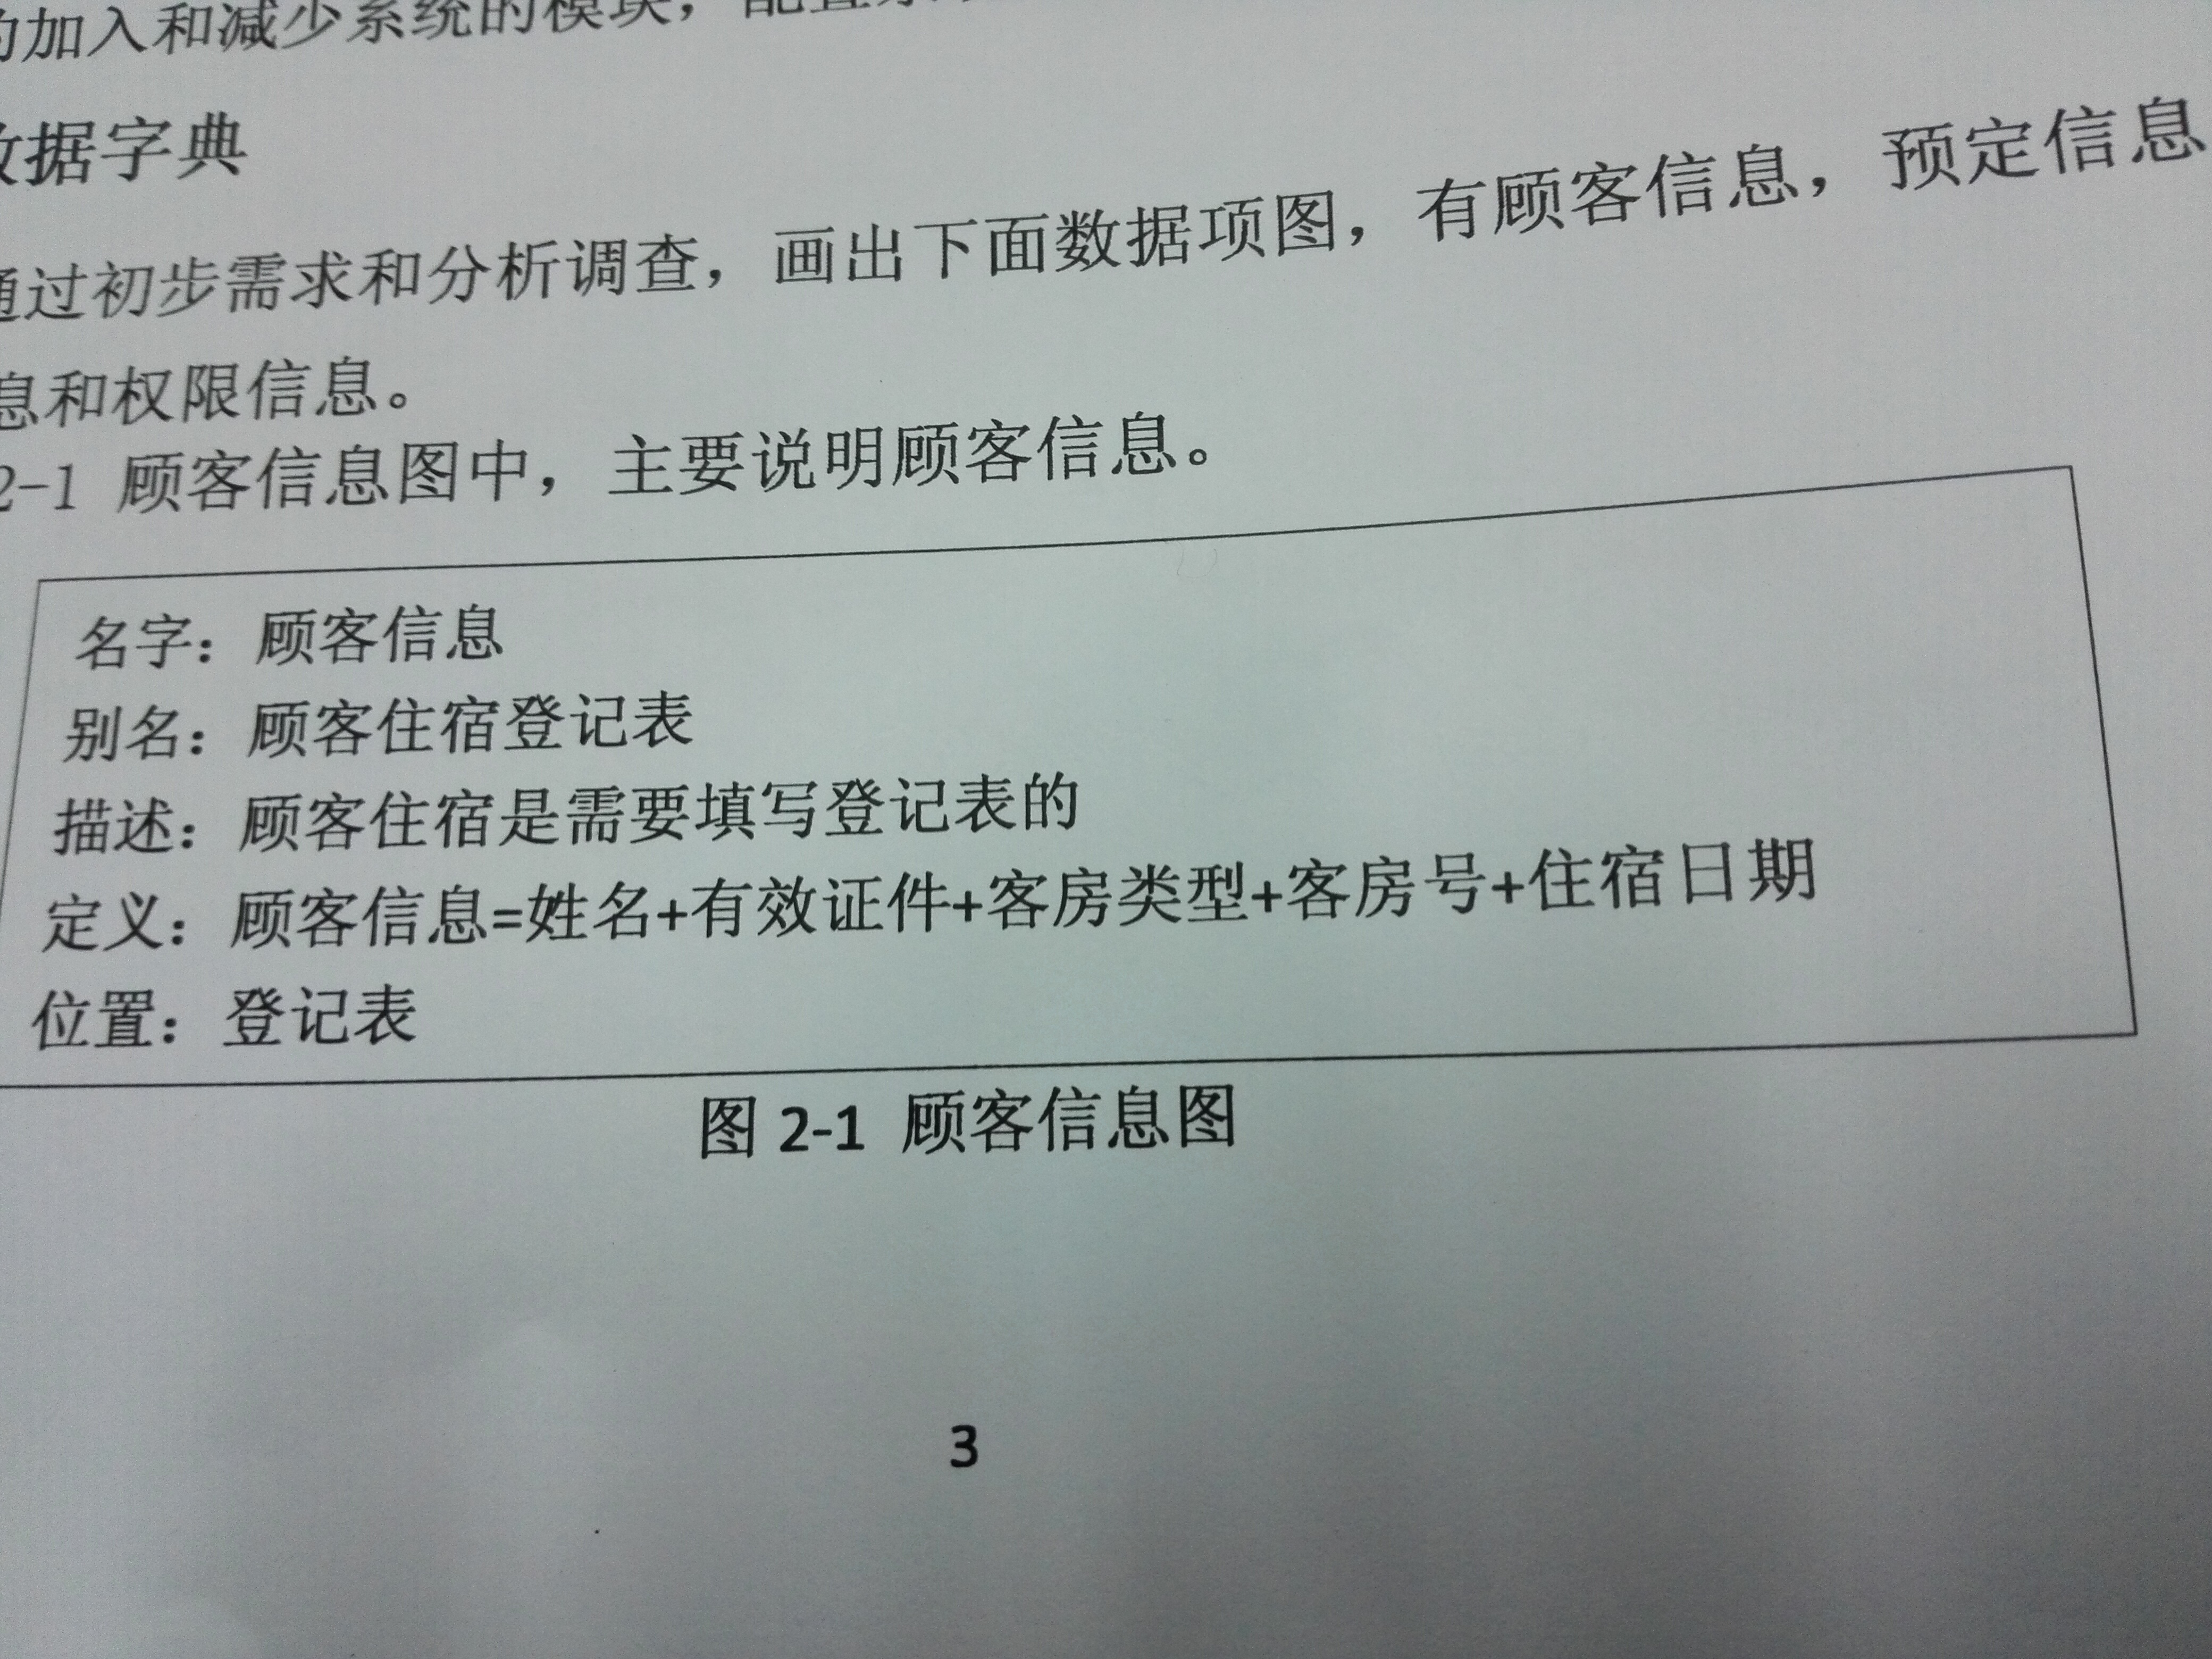 加入和减少系统的模块，配置
数据字典
通过初步需求和分析调查，画出下面数据项图，有顾客信息，预定信息
息和权限信息。
2-1 顾客信息图中，主要说明顾客信息。
名字：顾客信息
别名：顾客住宿登记表
描述：顾客住宿是需要填写登记表的
定义：顾客信息=姓名+有效证件+客房类型+客房号+住宿日期
位置：登记表
图 2-1 顾客信息图
3